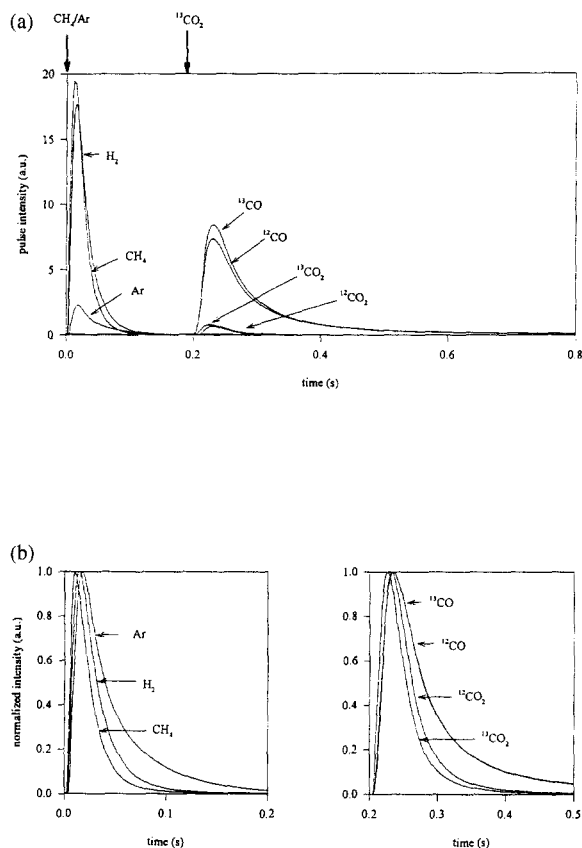 (a)
CH₄/Ar
¹³CO₂
20
15
10
5
0
pulse intensity (a.u.)
H₂
CH₄
Ar
¹³CO
¹²CO
¹³CO₂
¹²CO₂
0.0 0.2 0.4 0.6 0.8
time (s)
(b)
1.0
0.8
0.6
0.4
0.2
0.0
normalized intensity (a.u.)
Ar
H₂
CH₄
0.0 0.1 0.2
time (s)
1.0
0.8
0.6
0.4
0.2
0.0
¹³CO
¹²CO
¹²CO₂
¹³CO₂
0.2 0.3 0.4 0.5
time (s)